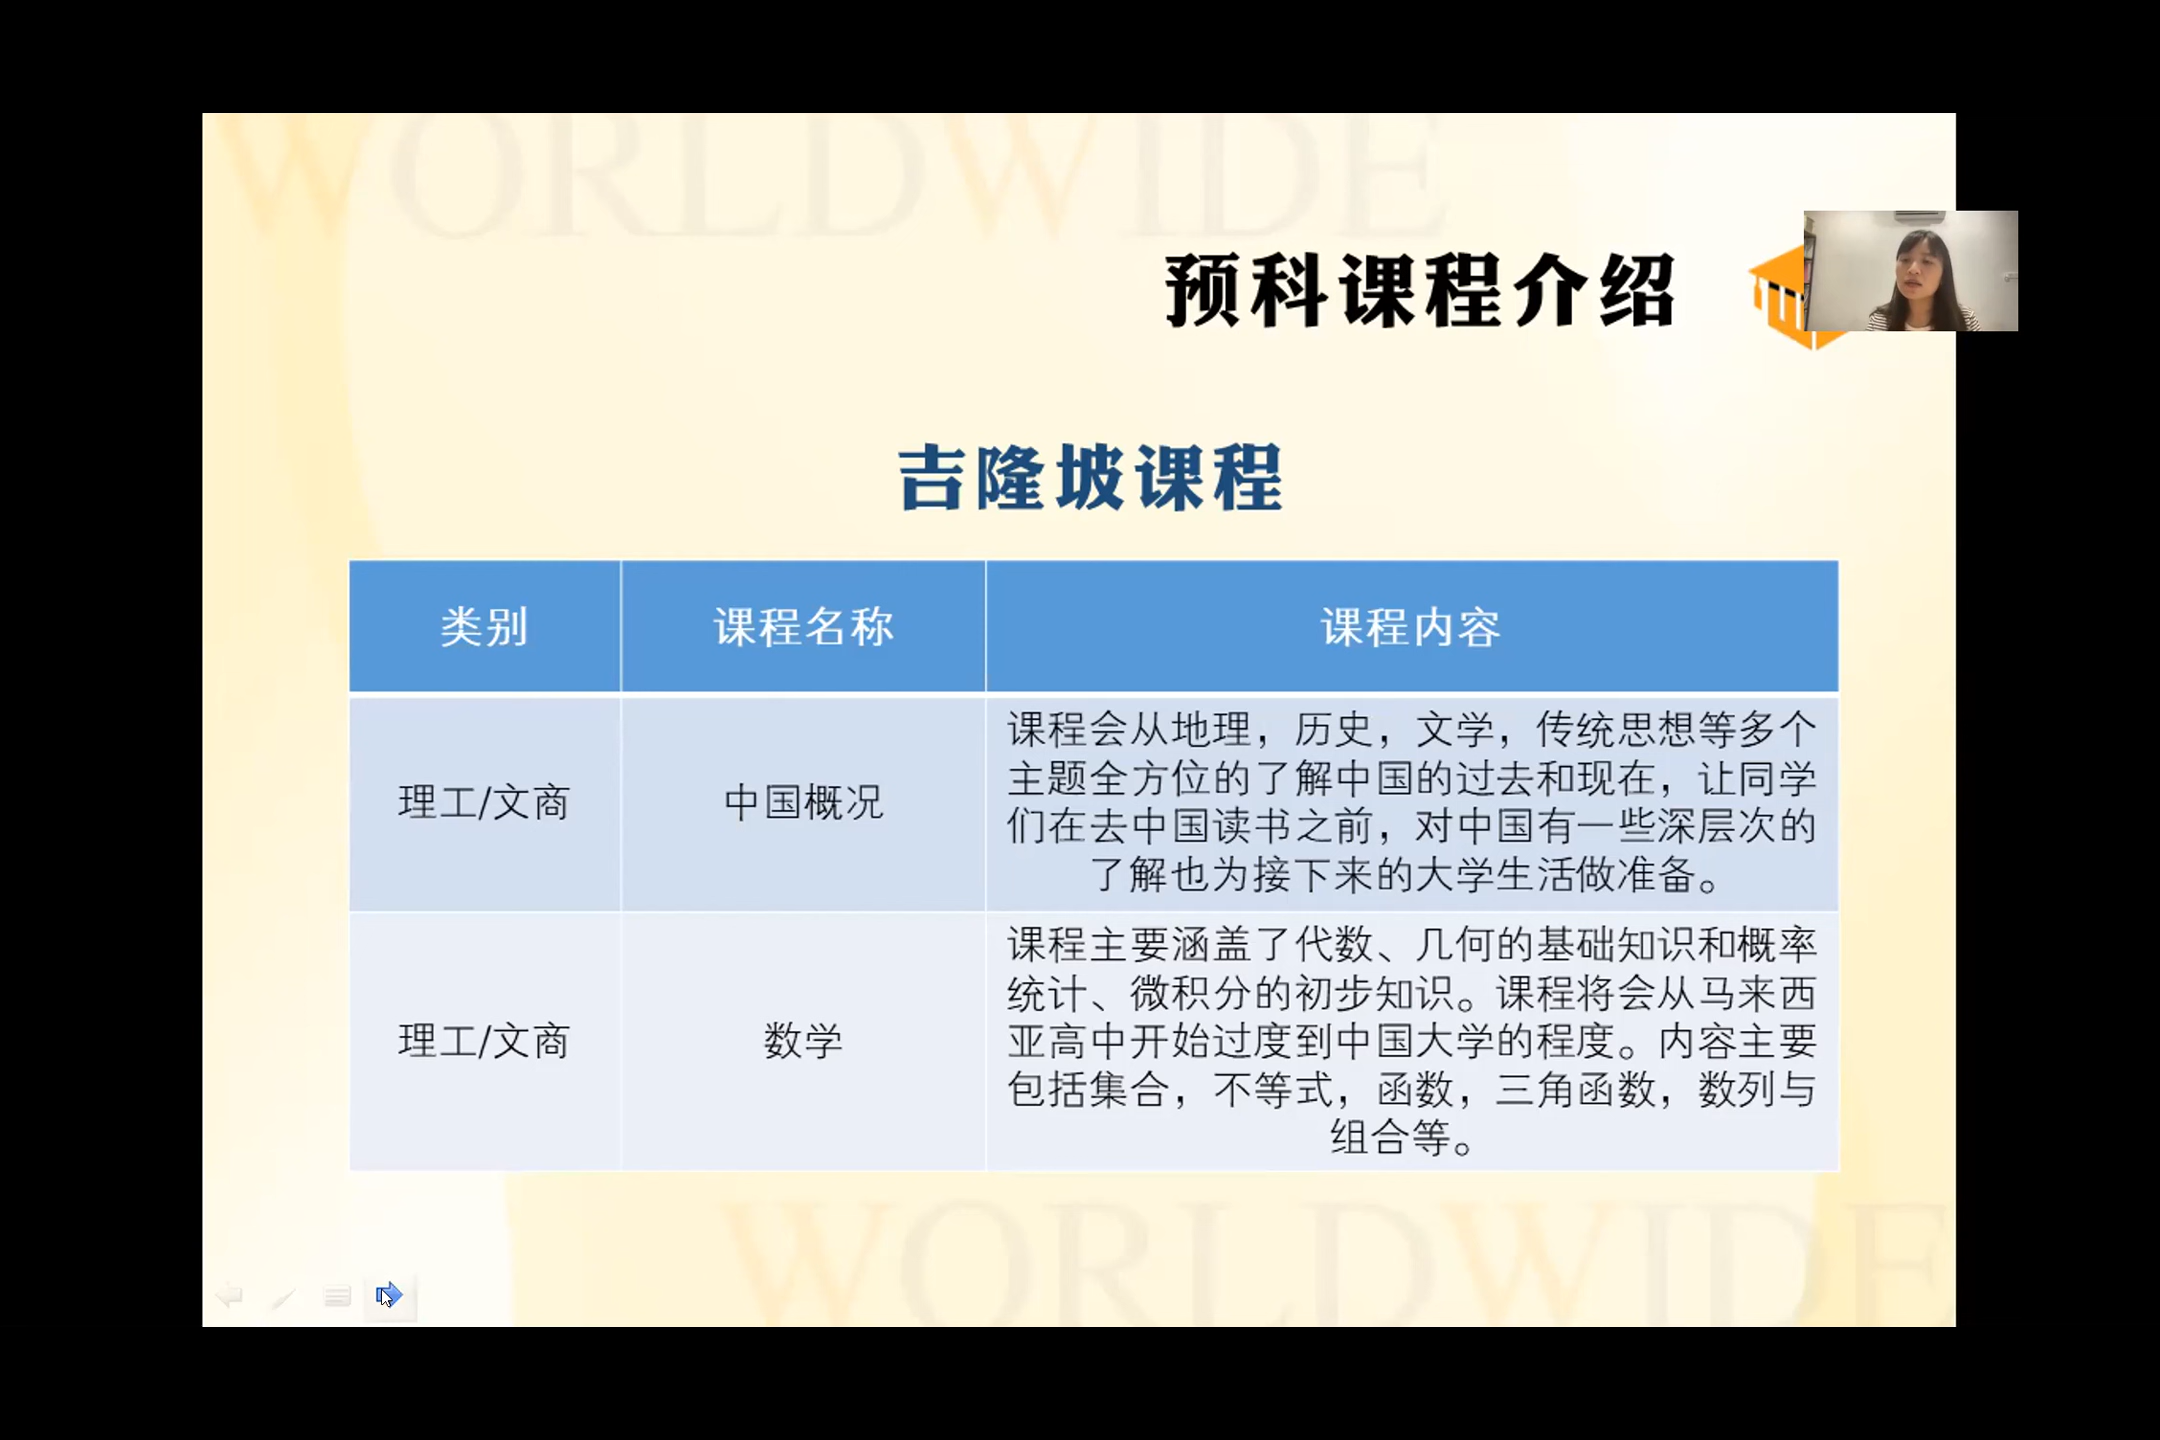 WORLDWIDE
预科课程介绍
吉隆坡课程
类别
课程名称
课程内容
理工/文商
中国概况
课程会从地理，历史，文学，传统思想等多个
主题全方位的了解中国的过去和现在，让同学
们在去中国读书之前，对中国有一些深层次的
了解也为接下来的大学生活做准备。
理工/文商
数学
课程主要涵盖了代数、几何的基础知识和概率
统计、微积分的初步知识。课程将会从马来西
亚高中开始过度到中国大学的程度。内容主要
包括集合，不等式，函数，三角函数，数列与
组合等。
WORLDWIDE